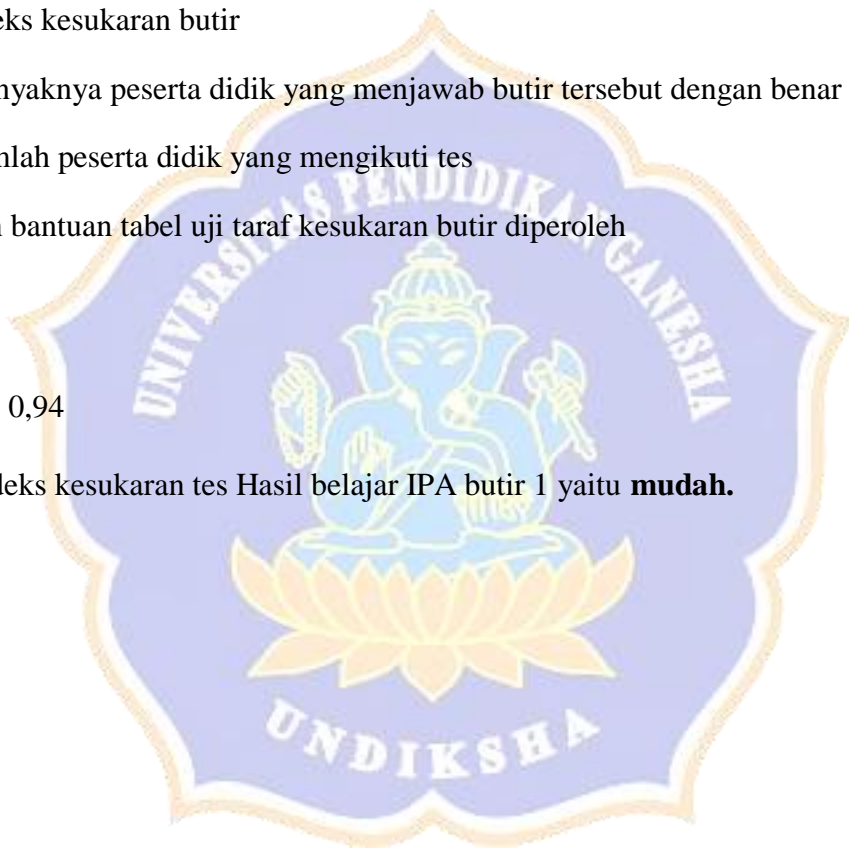 eks kesukaran butir
nyaknya peserta didik yang menjawab butir tersebut dengan benar
nlah peserta didik yang mengikuti tes
bantuan tabel uji taraf kesukaran butir diperoleh
0,94
deks kesukaran tes Hasil belajar IPA butir 1 yaitu mudah.
UNIVERSITAS PENDIDIKAN GANESHA
UNDIKSHA